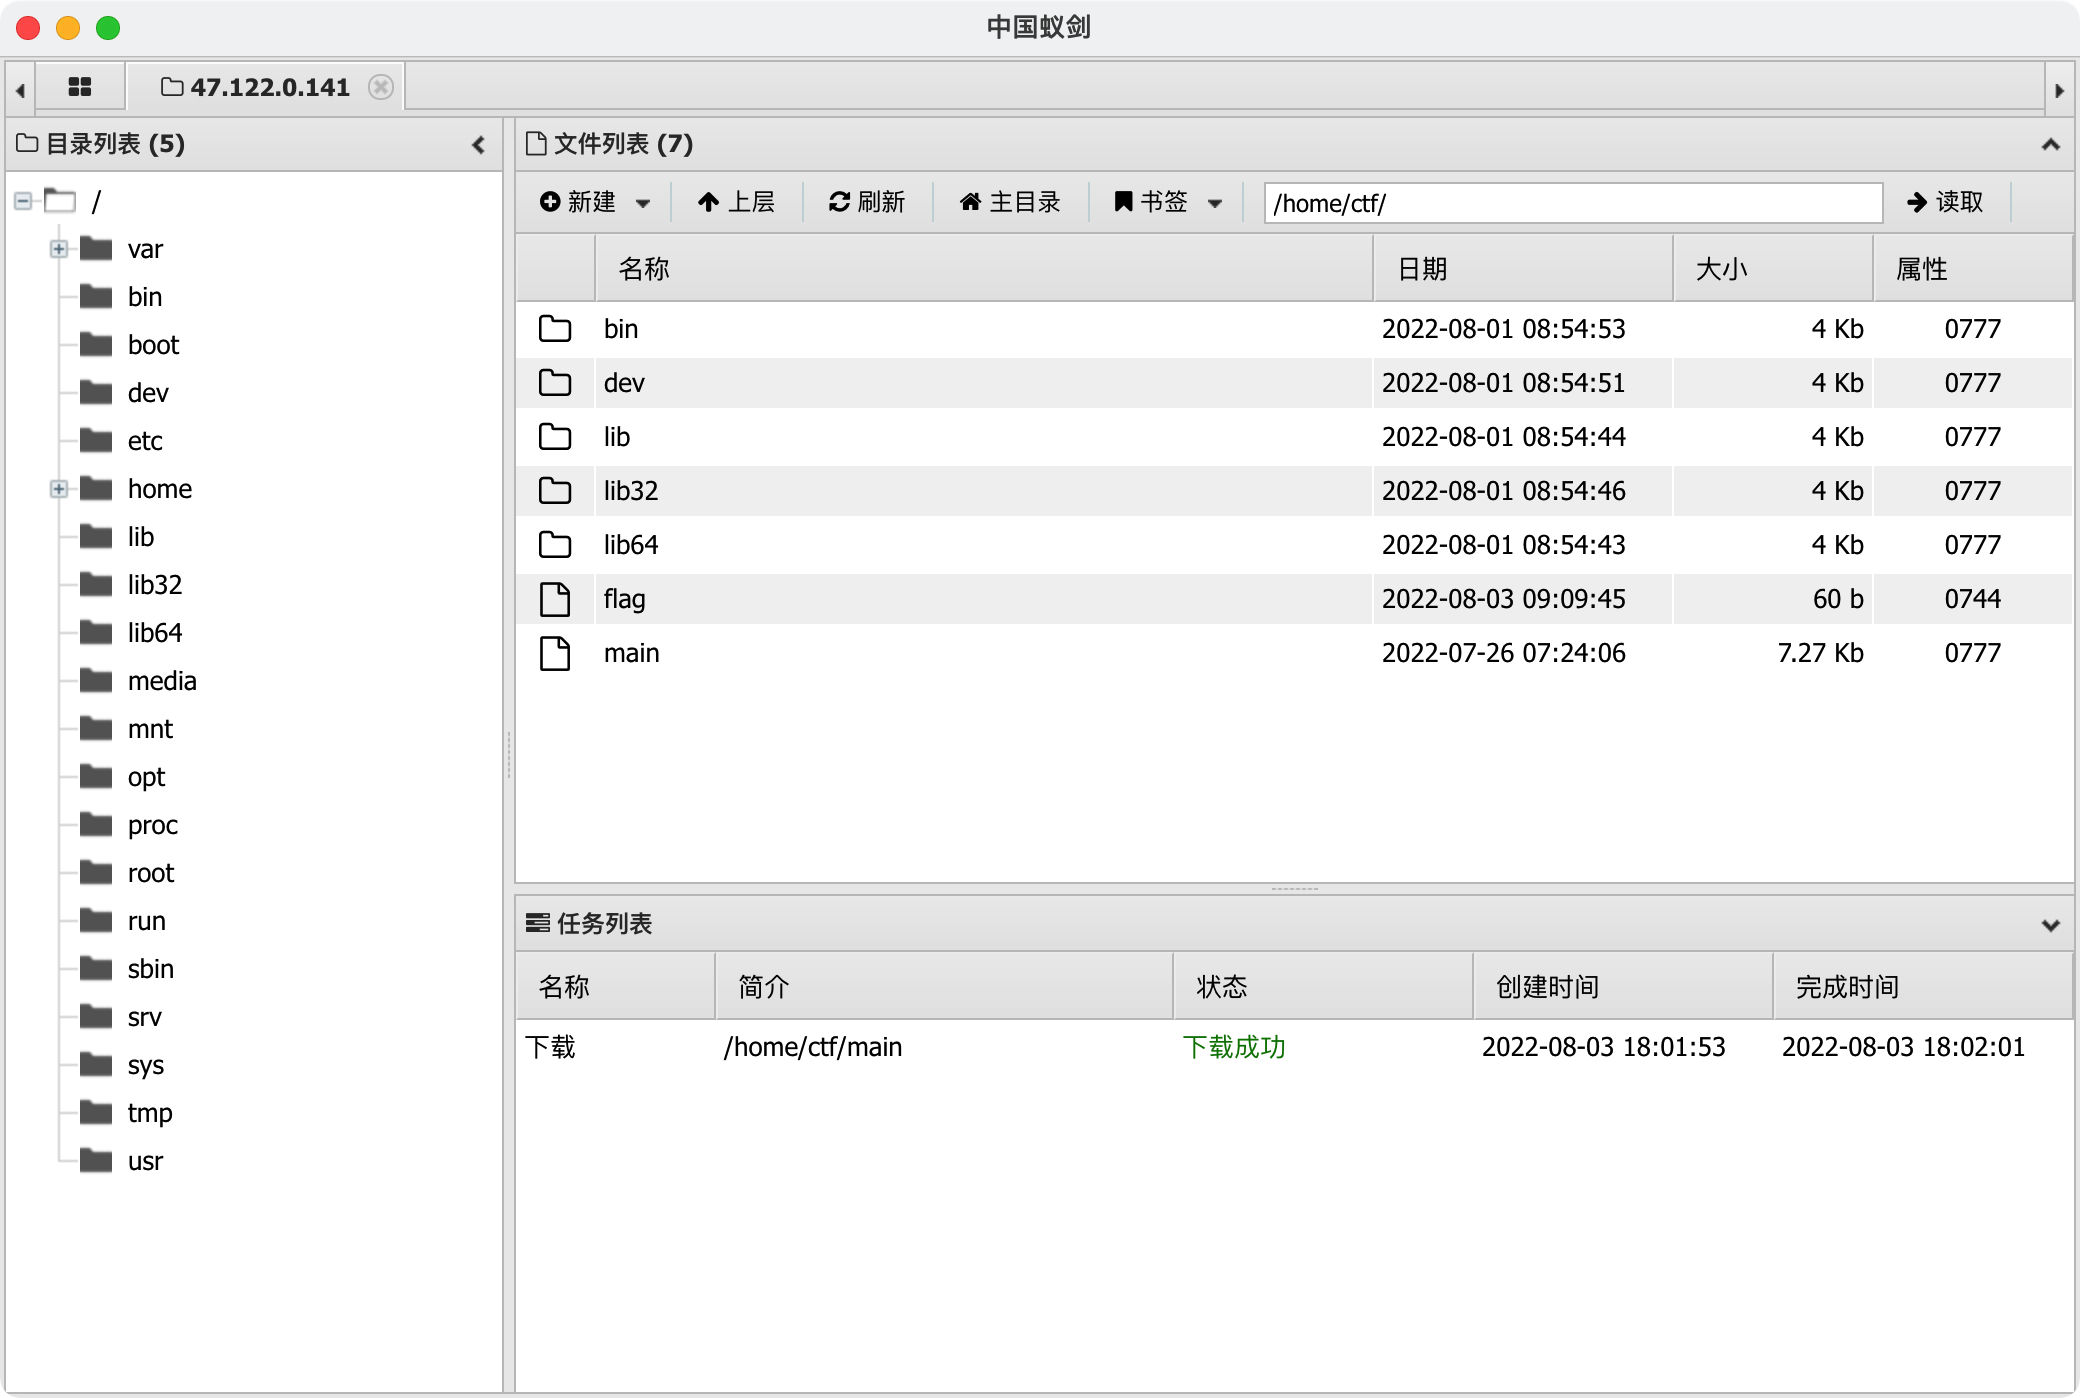 中国蚁剑
47.122.0.141
目录列表 (5)
/
var
bin
boot
dev
etc
home
lib
lib32
lib64
media
mnt
opt
proc
root
run
sbin
srv
sys
tmp
usr
文件列表 (7)
新建 上层 刷新 主目录 书签 /home/ctf/ 读取
名称 日期 大小 属性
bin 2022-08-01 08:54:53 4 Kb 0777
dev 2022-08-01 08:54:51 4 Kb 0777
lib 2022-08-01 08:54:44 4 Kb 0777
lib32 2022-08-01 08:54:46 4 Kb 0777
lib64 2022-08-01 08:54:43 4 Kb 0777
flag 2022-08-03 09:09:45 60 b 0744
main 2022-07-26 07:24:06 7.27 Kb 0777
任务列表
名称 简介 状态 创建时间 完成时间
下载 /home/ctf/main 下载成功 2022-08-03 18:01:53 2022-08-03 18:02:01